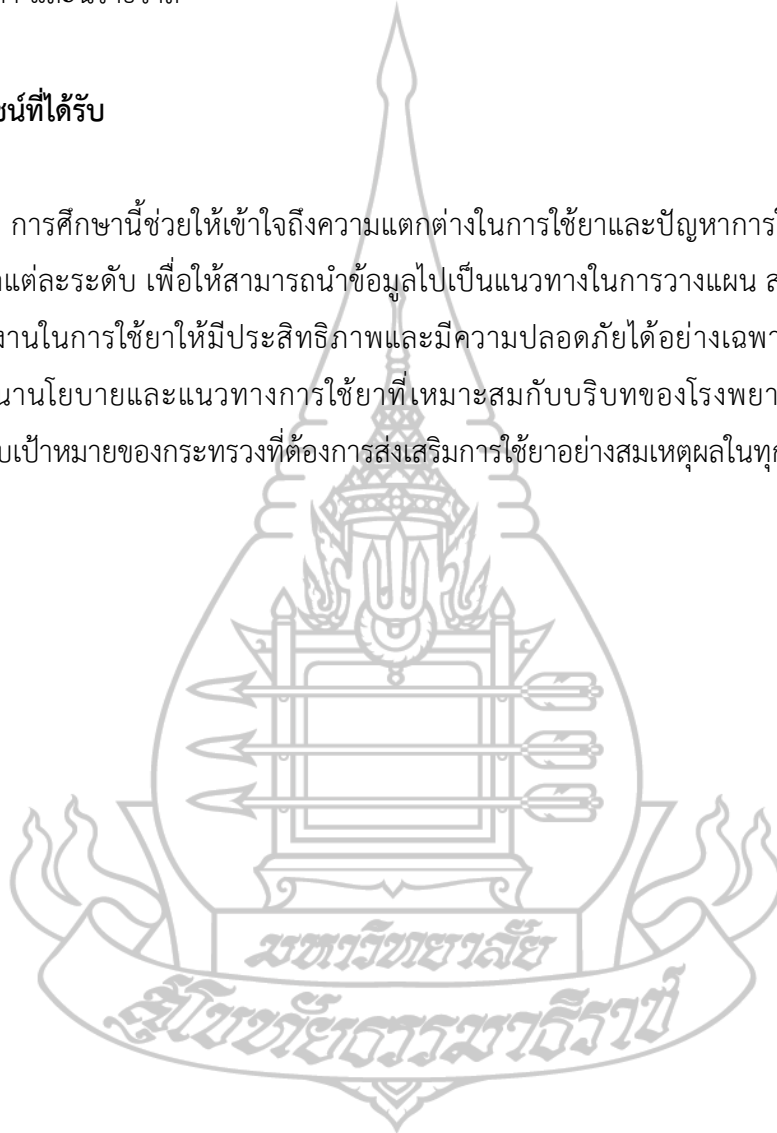 ชน์ที่ได้รับ
การศึกษานี้ช่วยให้เข้าใจถึงความแตกต่างในการใช้ยาและปัญหาการใ
แต่ละระดับ เพื่อให้สามารถนำข้อมูลไปเป็นแนวทางในการวางแผน ส
งานในการใช้ยาให้มีประสิทธิภาพและมีความปลอดภัยได้อย่างเฉพา
นานโยบายและแนวทางการใช้ยาที่เหมาะสมกับบริบทของโรงพยา
บเป้าหมายของกระทรวงที่ต้องการส่งเสริมการใช้ยาอย่างสมเหตุผลในทุก
มหาวิทยาลัย
สุโขทัยธรรมาธิราช